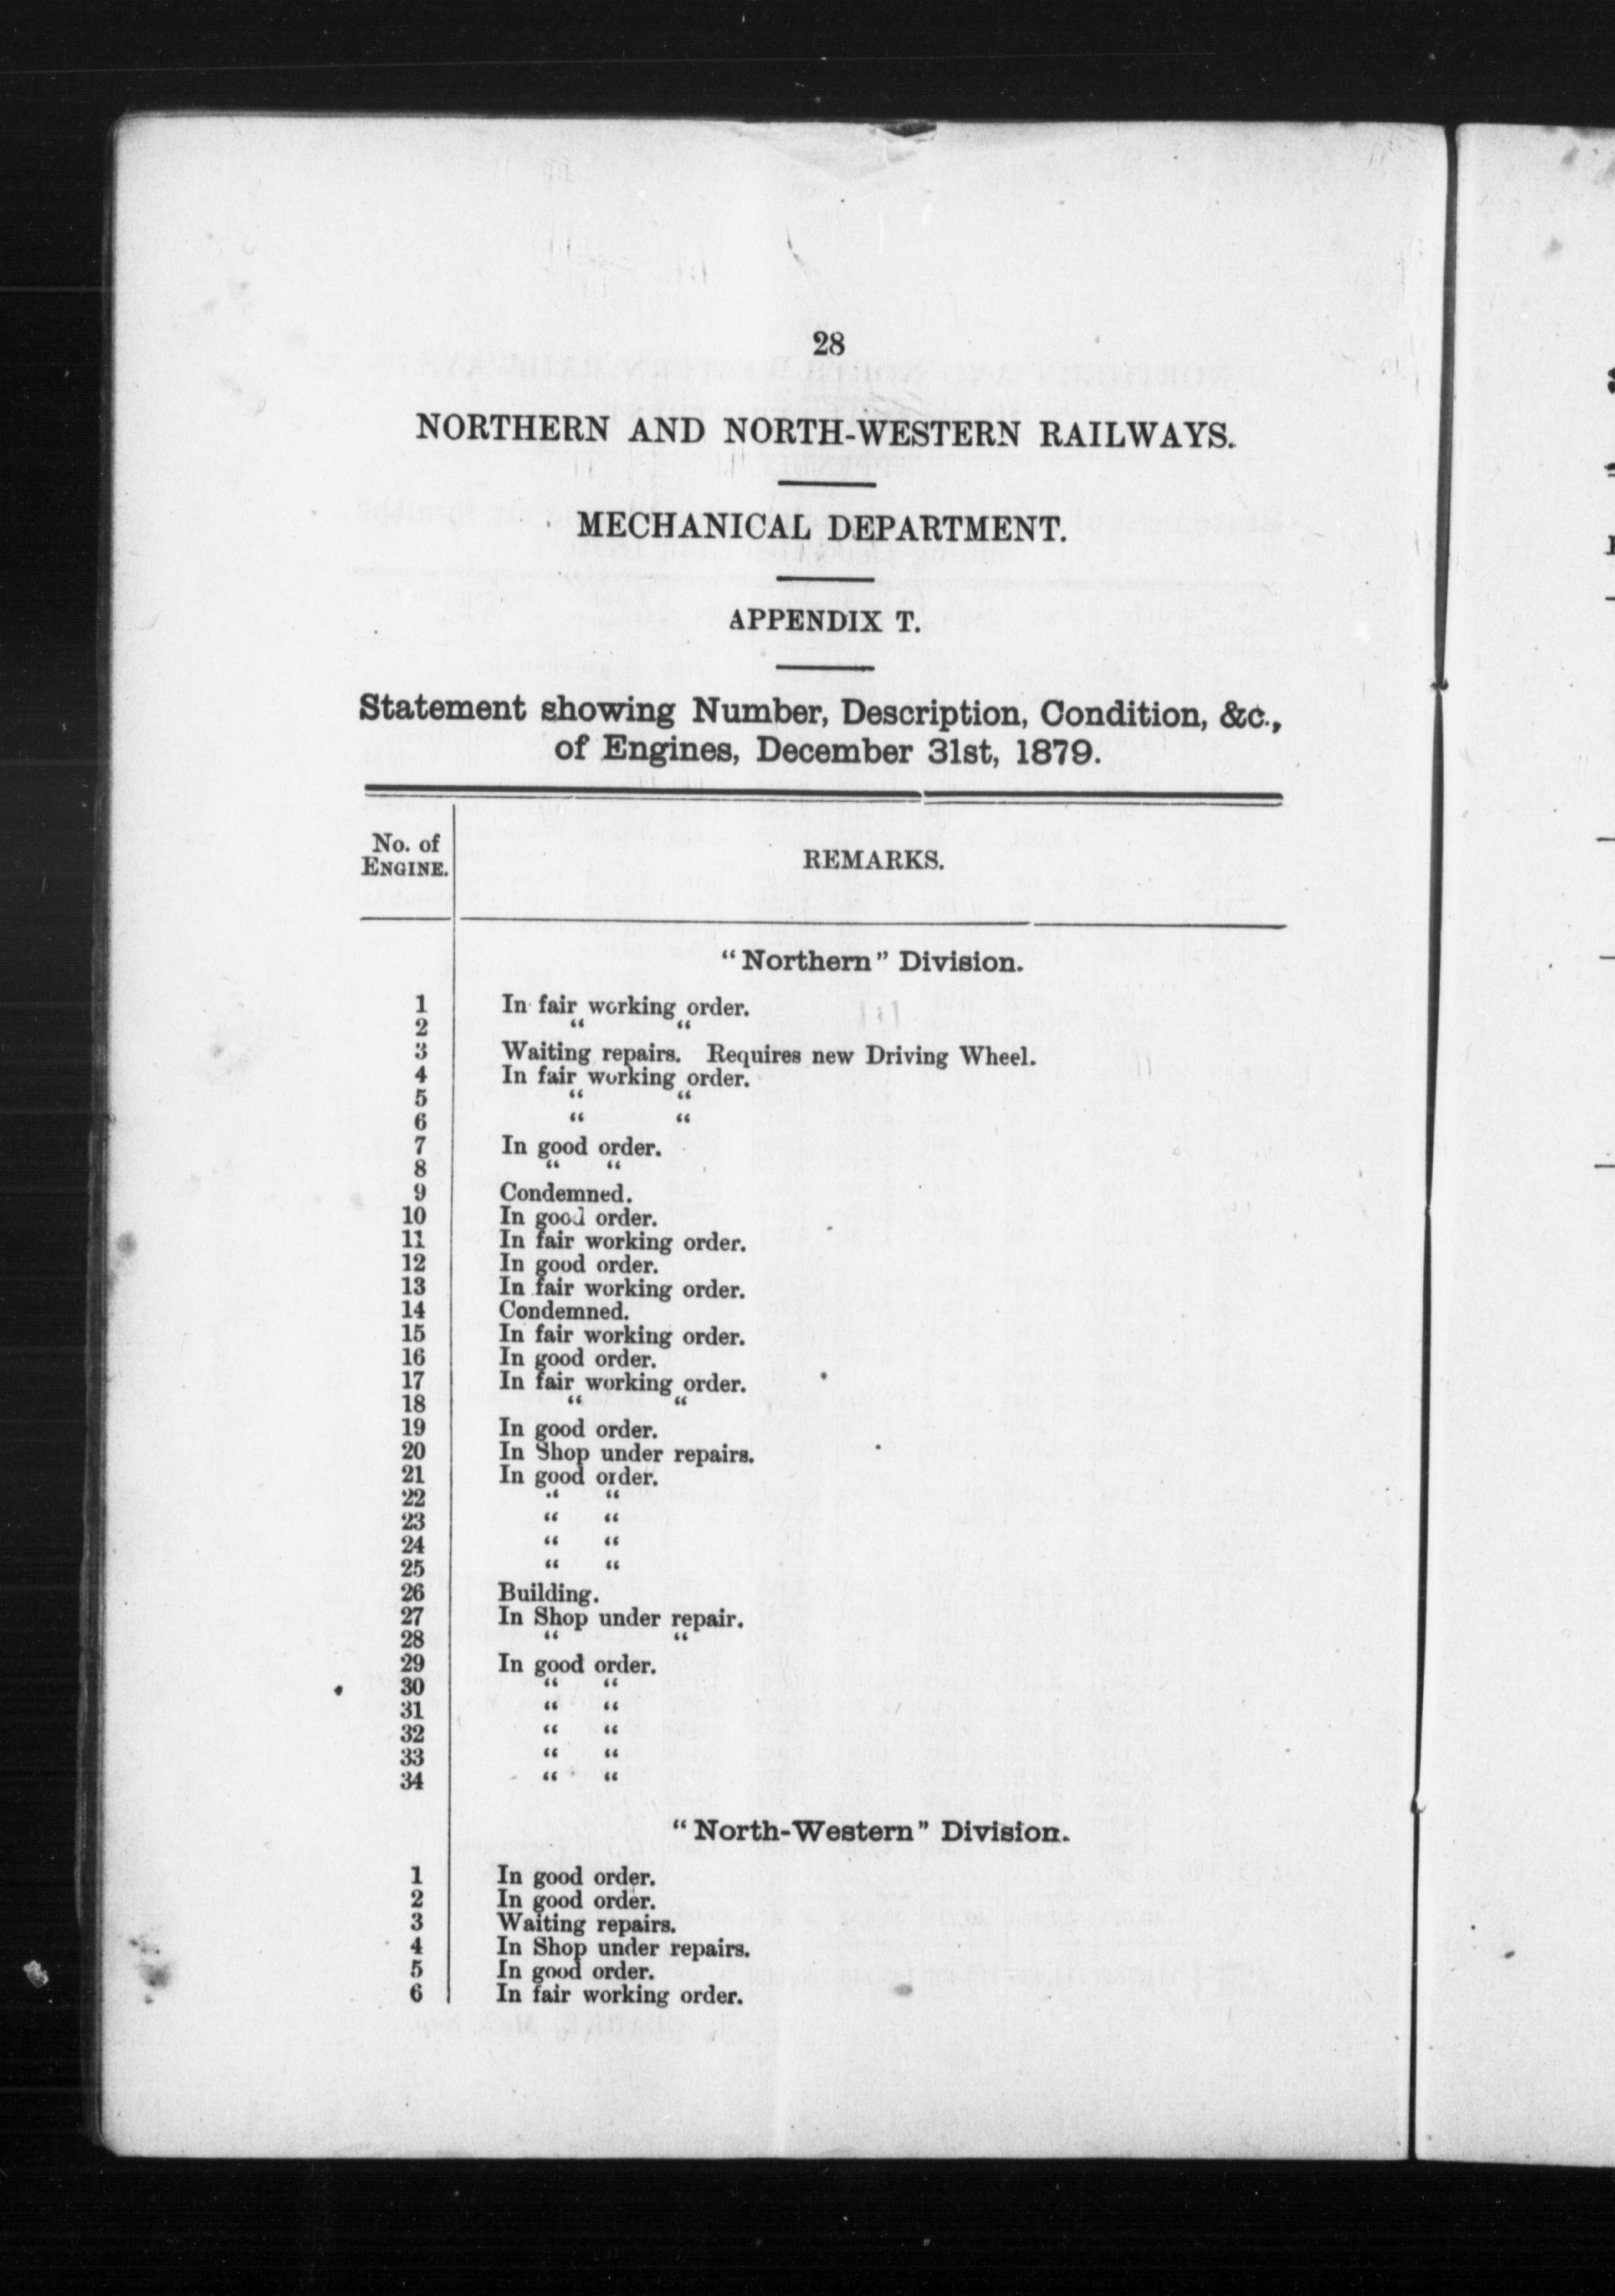 28
NORTHERN AND NORTH-WESTERN RAILWAYS.
MECHANICAL DEPARTMENT.
APPENDIX T.
Statement showing Number, Description, Condition, &c.,
of Engines, December 31st, 1879.
No. of
ENGINE.
REMARKS.
"Northern" Division.
1 In fair working order.
2 " "
3 Waiting repairs. Requires new Driving Wheel.
4 In fair working order.
5 " "
6 " "
7 In good order.
8 " "
9 Condemned.
10 In good order.
11 In fair working order.
12 In good order.
13 In fair working order.
14 Condemned.
15 In fair working order.
16 In good order.
17 In fair working order.
18 " "
19 In good order.
20 In Shop under repairs.
21 In good order.
22 " "
23 " "
24 " "
25 " "
26 Building.
27 In Shop under repair.
28 " "
29 In good order.
30 " "
31 " "
32 " "
33 " "
34 " "
"North-Western" Division.
1 In good order.
2 In good order.
3 Waiting repairs.
4 In Shop under repairs.
5 In good order.
6 In fair working order.